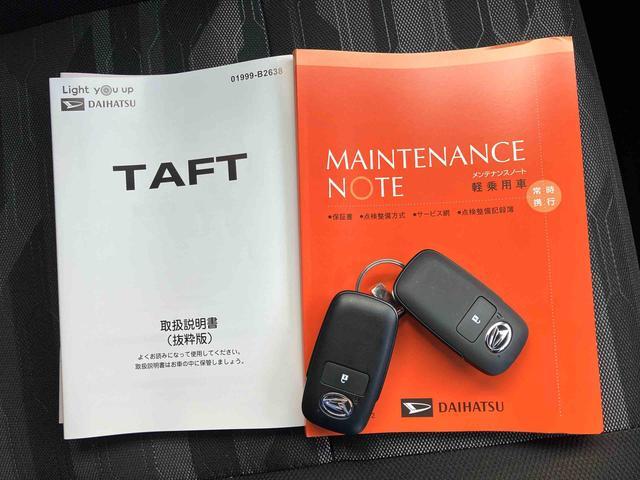 01999-B2638
Light you up
DAIHATSU
TAFT
取扱説明書
(抜粋版)
よくお読みになって使用してください。
取扱説明書はお車の中に保管しましょう。
MAINTENANCE
NOTE
メンテナンスノート
軽乗用車
常時
携行
●保証書 ●点検整備方式 ●サービス網 ●点検整備記録簿
DAIHATSU